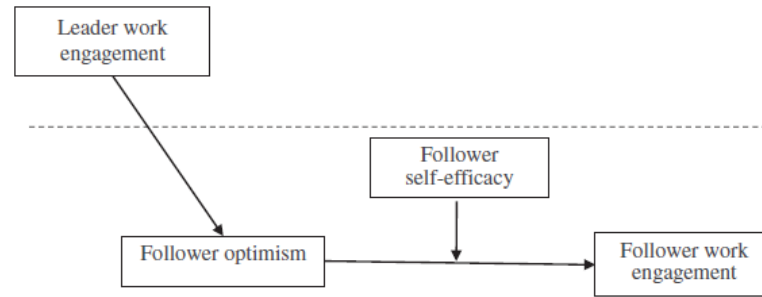 Leader work
engagement
Follower
self-efficacy
Follower optimism
Follower work
engagement